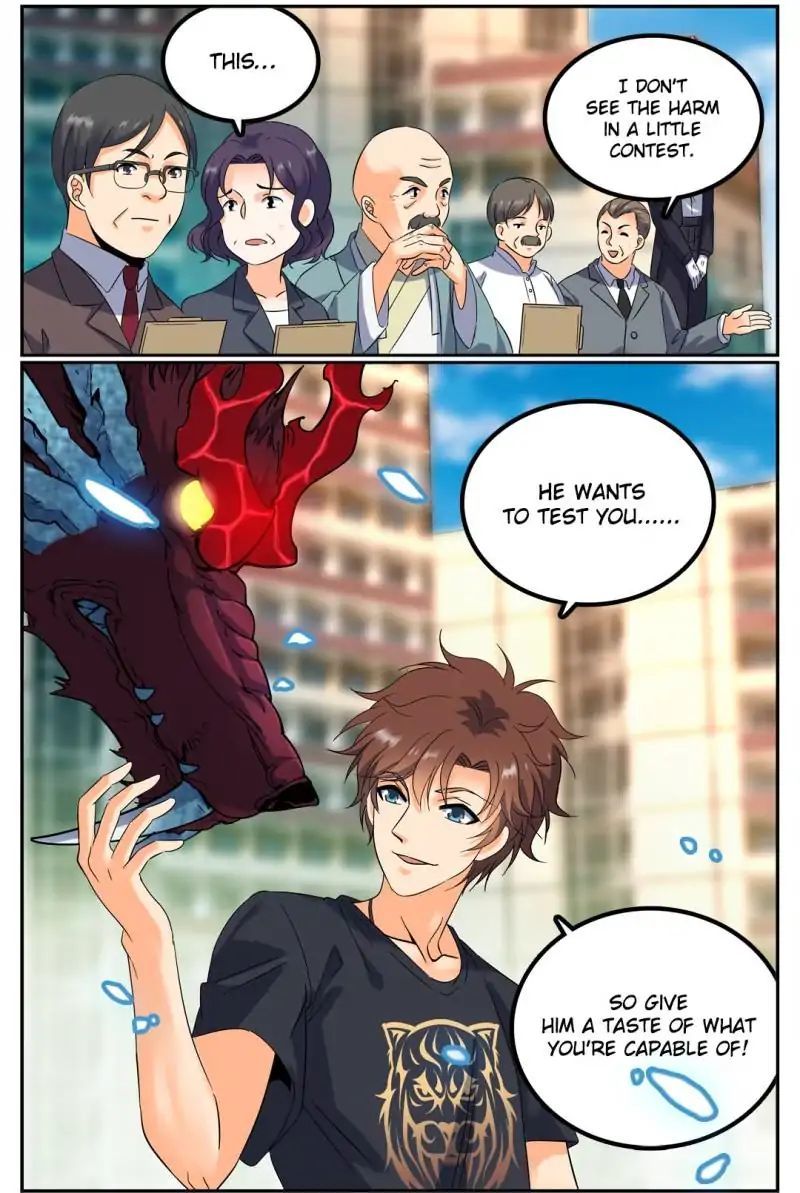 THIS...
I DON'T
SEE THE HARM
IN A LITTLE
CONTEST.
HE WANTS
TO TEST YOU......
SO GIVE
HIM A TASTE OF WHAT
YOU'RE CAPABLE OF!